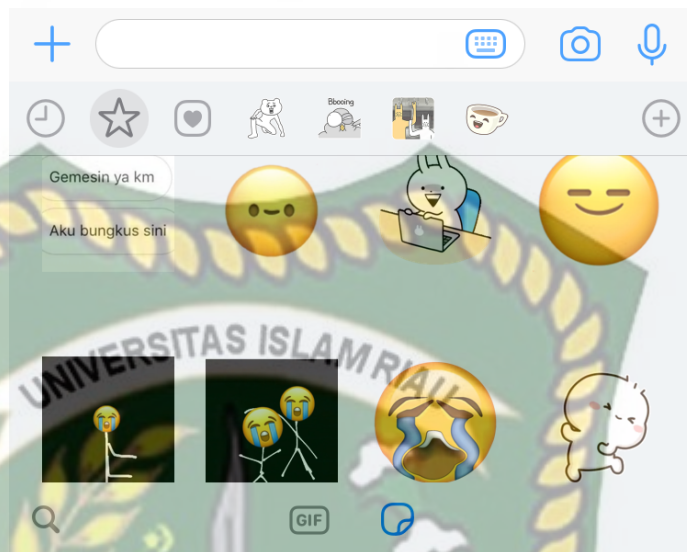 Bbooing
Gemesin ya km
Aku bungkus sini
UNIVERSITAS ISLAM RIAU
GIF